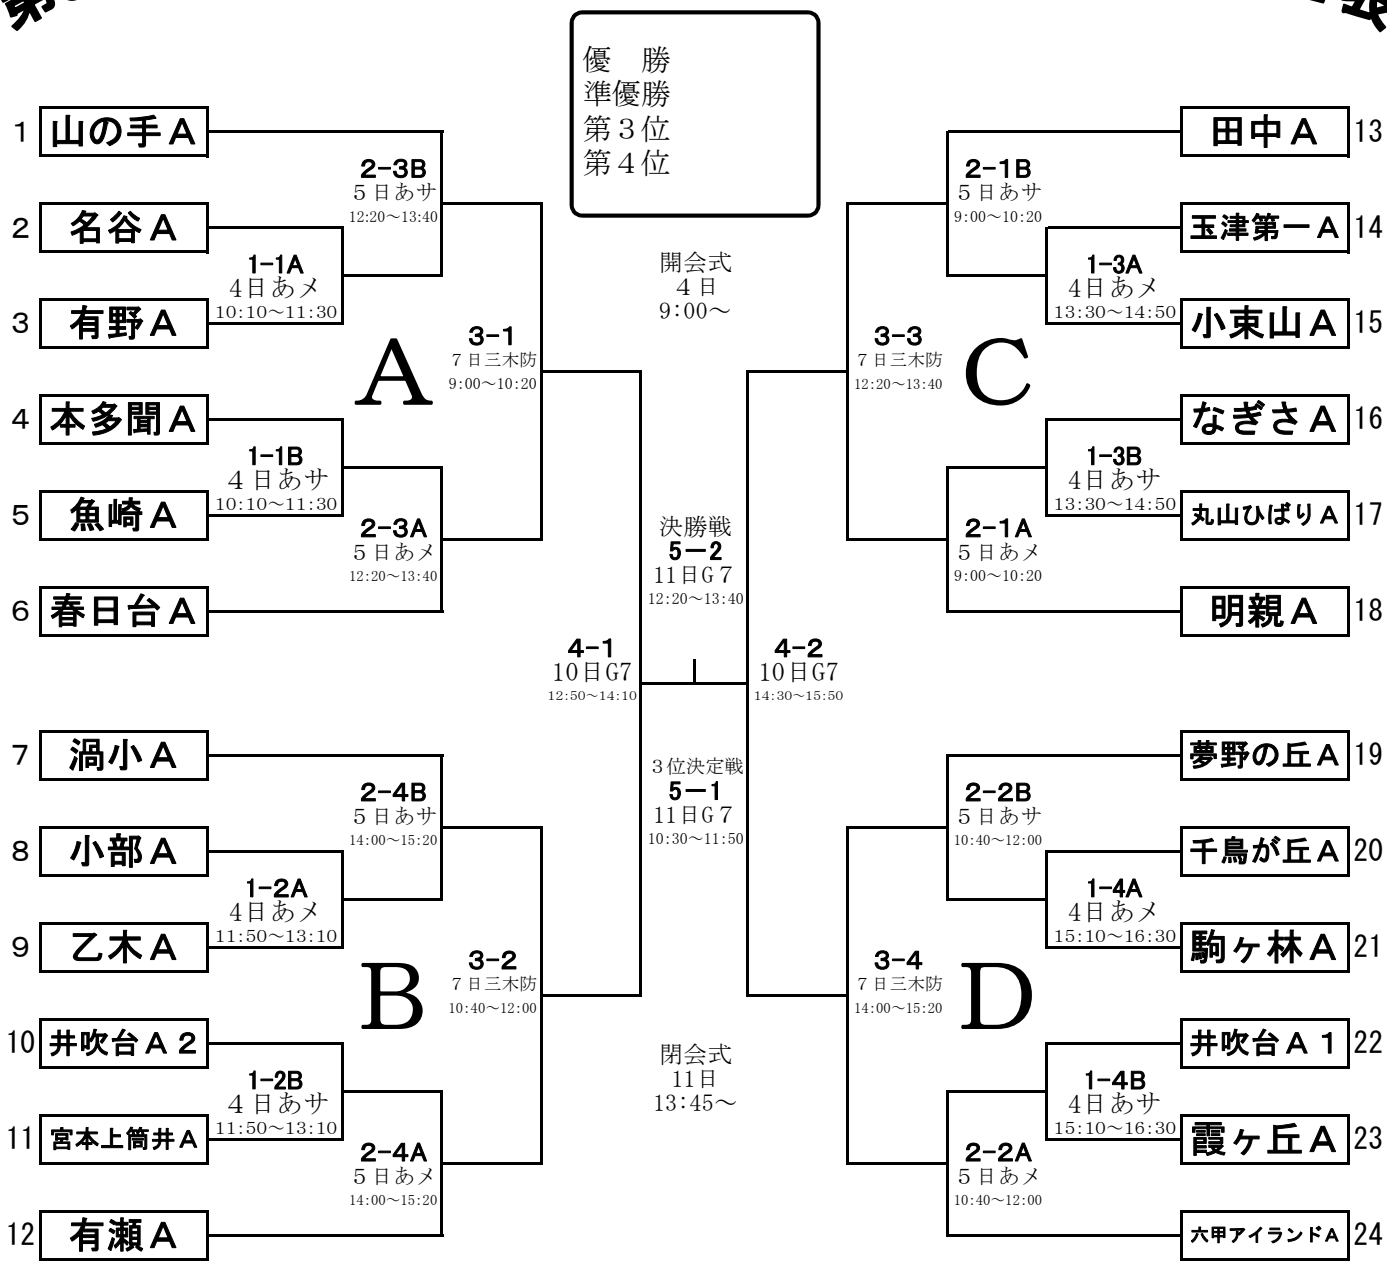 優　勝
準優勝
第３位
第４位
1 山の手Ａ
2 名谷Ａ
3 有野Ａ
4 本多聞Ａ
5 魚崎Ａ
6 春日台Ａ
2-3B
５日あサ
12:20～13:40
1-1A
4日あメ
10:10～11:30
A
3-1
７日三木防
9:00～10:20
1-1B
４日あサ
10:10～11:30
2-3A
５日あメ
12:20～13:40
4-1
10日G7
12:50～14:10
7 渦小Ａ
8 小部Ａ
9 乙木Ａ
10 井吹台Ａ２
11 宮本上筒井Ａ
12 有瀬Ａ
2-4B
５日あサ
14:00～15:20
1-2A
4日あメ
11:50～13:10
B
3-2
７日三木防
10:40～12:00
1-2B
４日あサ
11:50～13:10
2-4A
５日あメ
14:00～15:20
開会式
４日
9:00～
決勝戦
5－2
11日G７
12:20～13:40
３位決定戦
5－1
11日G７
10:30～11:50
閉会式
11日
13:45～
田中Ａ 13
玉津第一Ａ 14
小束山Ａ 15
なぎさＡ 16
丸山ひばりＡ 17
明親Ａ 18
2-1B
５日あサ
9:00～10:20
1-3A
4日あメ
13:30～14:50
3-3
７日三木防
12:20～13:40
C
1-3B
4日あサ
13:30～14:50
2-1A
５日あメ
9:00～10:20
4-2
10日G7
14:30～15:50
夢野の丘Ａ 19
千鳥が丘Ａ 20
駒ヶ林Ａ 21
井吹台Ａ１ 22
霞ヶ丘Ａ 23
六甲アイランドＡ 24
2-2B
５日あサ
10:40～12:00
1-4A
4日あメ
15:10～16:30
3-4
７日三木防
14:00～15:20
D
1-4B
4日あサ
15:10～16:30
2-2A
５日あメ
10:40～12:00